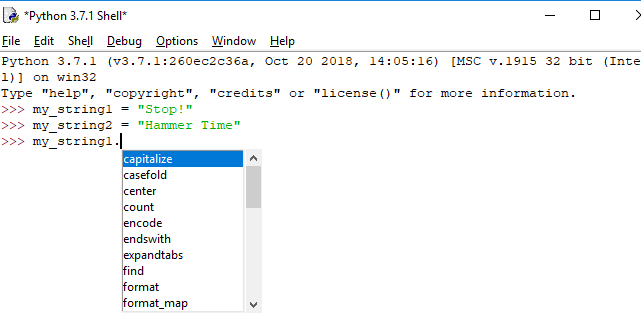 *Python 3.7.1 Shell*
File Edit Shell Debug Options Window Help
Python 3.7.1 (v3.7.1:260ec2c36a, Oct 20 2018, 14:05:16) [MSC v.1915 32 bit (Inte
l)] on win32
Type "help", "copyright", "credits" or "license()" for more information.
>>> my_string1 = "Stop!"
>>> my_string2 = "Hammer Time"
>>> my_string1.
capitalize
casefold
center
count
encode
endswith
expandtabs
find
format
format_map